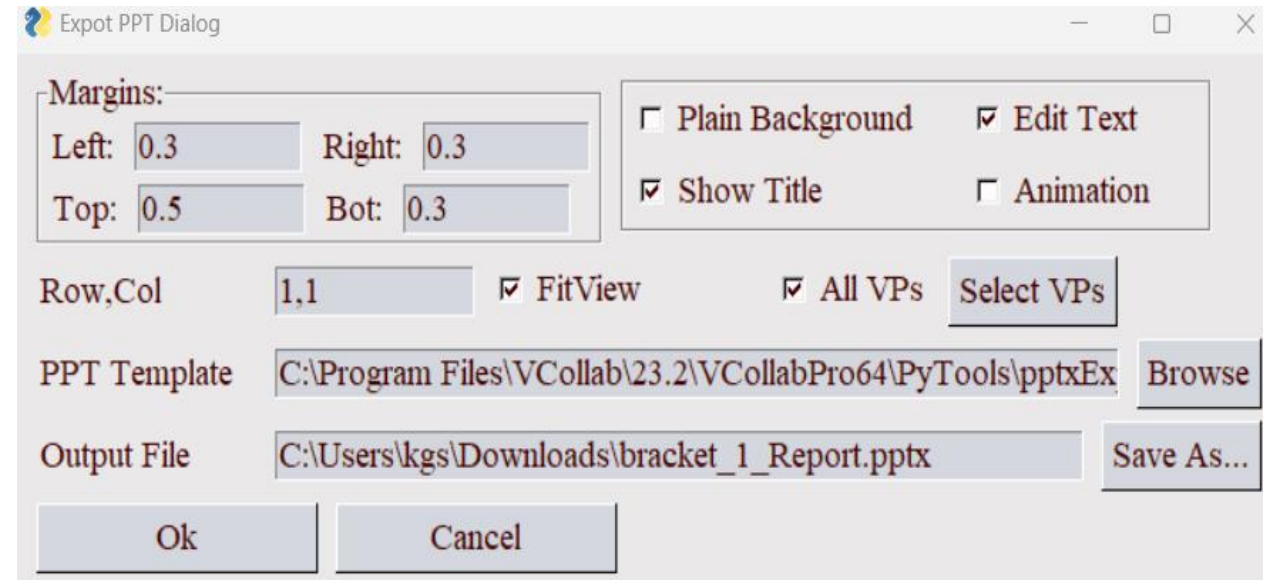 Expot PPT Dialog
Margins:
Left: 0.3 Right: 0.3
Top: 0.5 Bot: 0.3
Plain Background Edit Text
Show Title Animation
Row,Col 1,1 FitView All VPs Select VPs
PPT Template C:\Program Files\VCollab\23.2\VCollabPro64\PyTools\pptxEx Browse
Output File C:\Users\kgs\Downloads\bracket_1_Report.pptx Save As...
Ok Cancel